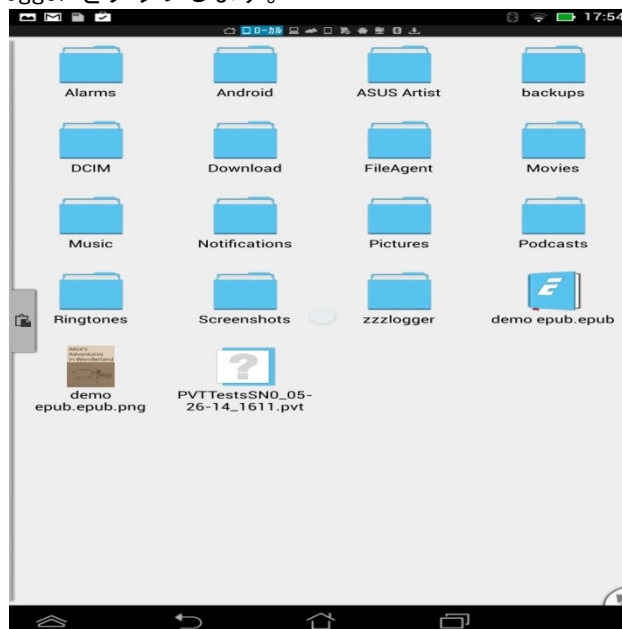 17:54
ローカル
Alarms
Android
ASUS Artist
backups
DCIM
Download
FileAgent
Movies
Music
Notifications
Pictures
Podcasts
Ringtones
Screenshots
zzzlogger
demo epub.epub
demo
epub.epub.png
PVTTestsSN0_05-
26-14_1611.pvt